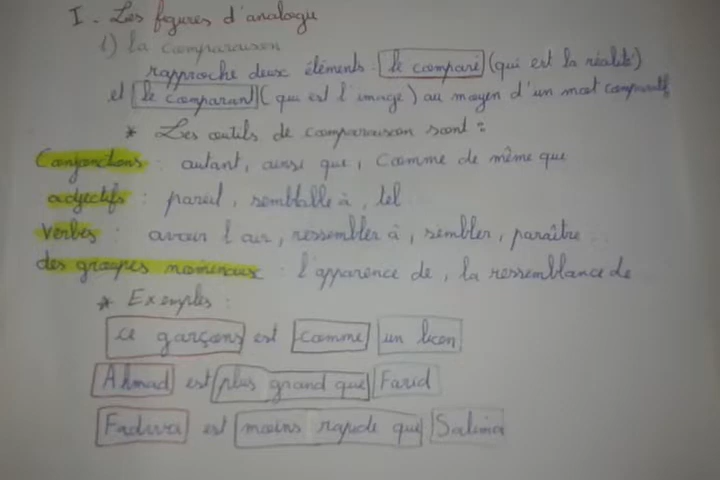 I - Les figures d'analogie
1) la comparaison
rapproche deux éléments : le comparé (qui est la réalité)
et le comparant (qui est l'image) au moyen d'un mot comparatif
* Les outils de comparaison sont :
Conjonctions : autant, ainsi que, comme de même que
adjectifs : pareil, semblable à, tel
Verbes : avoir l'air, ressembler à, sembler, paraître ..
des groupes nominaux : l'apparence de, la ressemblance de
* Exemples :
ce garçons est comme un lion
Ahmad est plus grand que Farid
est moins rapide que Salima